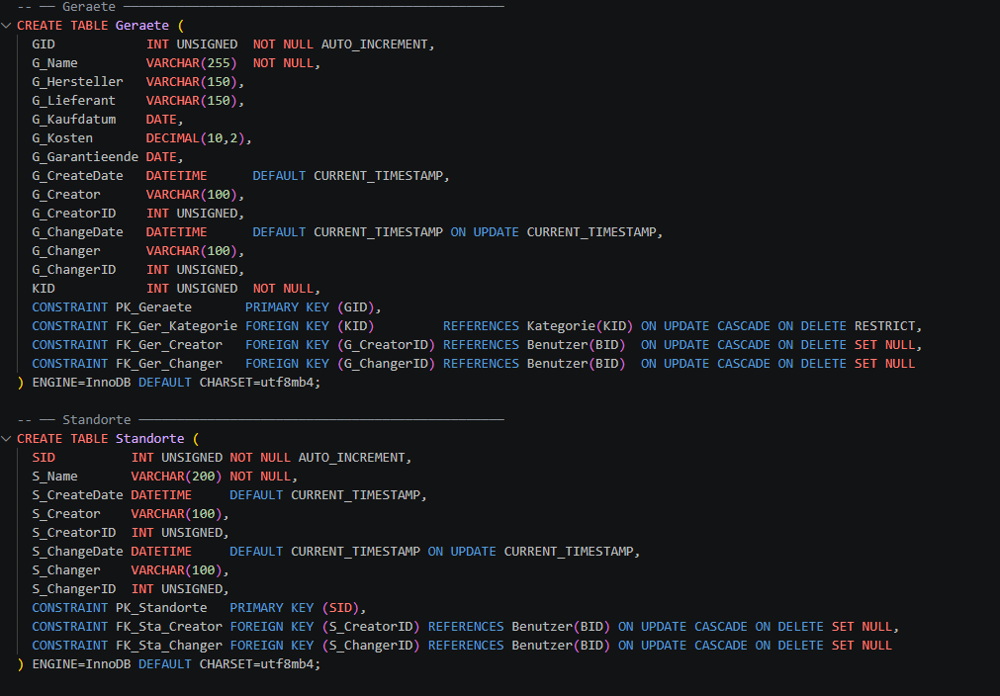 -- —— Geraete ——————————————————————————————————————————————————
CREATE TABLE Geraete (
  GID            INT UNSIGNED  NOT NULL AUTO_INCREMENT,
  G_Name         VARCHAR(255)  NOT NULL,
  G_Hersteller   VARCHAR(150),
  G_Lieferant    VARCHAR(150),
  G_Kaufdatum    DATE,
  G_Kosten       DECIMAL(10,2),
  G_Garantieende DATE,
  G_CreateDate   DATETIME      DEFAULT CURRENT_TIMESTAMP,
  G_Creator      VARCHAR(100),
  G_CreatorID    INT UNSIGNED,
  G_ChangeDate   DATETIME      DEFAULT CURRENT_TIMESTAMP ON UPDATE CURRENT_TIMESTAMP,
  G_Changer      VARCHAR(100),
  G_ChangerID    INT UNSIGNED,
  KID            INT UNSIGNED  NOT NULL,
  CONSTRAINT PK_Geraete       PRIMARY KEY (GID),
  CONSTRAINT FK_Ger_Kategorie FOREIGN KEY (KID)         REFERENCES Kategorie(KID) ON UPDATE CASCADE ON DELETE RESTRICT,
  CONSTRAINT FK_Ger_Creator   FOREIGN KEY (G_CreatorID) REFERENCES Benutzer(BID)  ON UPDATE CASCADE ON DELETE SET NULL,
  CONSTRAINT FK_Ger_Changer   FOREIGN KEY (G_ChangerID) REFERENCES Benutzer(BID)  ON UPDATE CASCADE ON DELETE SET NULL
) ENGINE=InnoDB DEFAULT CHARSET=utf8mb4;

-- —— Standorte ————————————————————————————————————————————————
CREATE TABLE Standorte (
  SID          INT UNSIGNED NOT NULL AUTO_INCREMENT,
  S_Name       VARCHAR(200) NOT NULL,
  S_CreateDate DATETIME     DEFAULT CURRENT_TIMESTAMP,
  S_Creator    VARCHAR(100),
  S_CreatorID  INT UNSIGNED,
  S_ChangeDate DATETIME     DEFAULT CURRENT_TIMESTAMP ON UPDATE CURRENT_TIMESTAMP,
  S_Changer    VARCHAR(100),
  S_ChangerID  INT UNSIGNED,
  CONSTRAINT PK_Standorte   PRIMARY KEY (SID),
  CONSTRAINT FK_Sta_Creator FOREIGN KEY (S_CreatorID) REFERENCES Benutzer(BID) ON UPDATE CASCADE ON DELETE SET NULL,
  CONSTRAINT FK_Sta_Changer FOREIGN KEY (S_ChangerID) REFERENCES Benutzer(BID) ON UPDATE CASCADE ON DELETE SET NULL
) ENGINE=InnoDB DEFAULT CHARSET=utf8mb4;